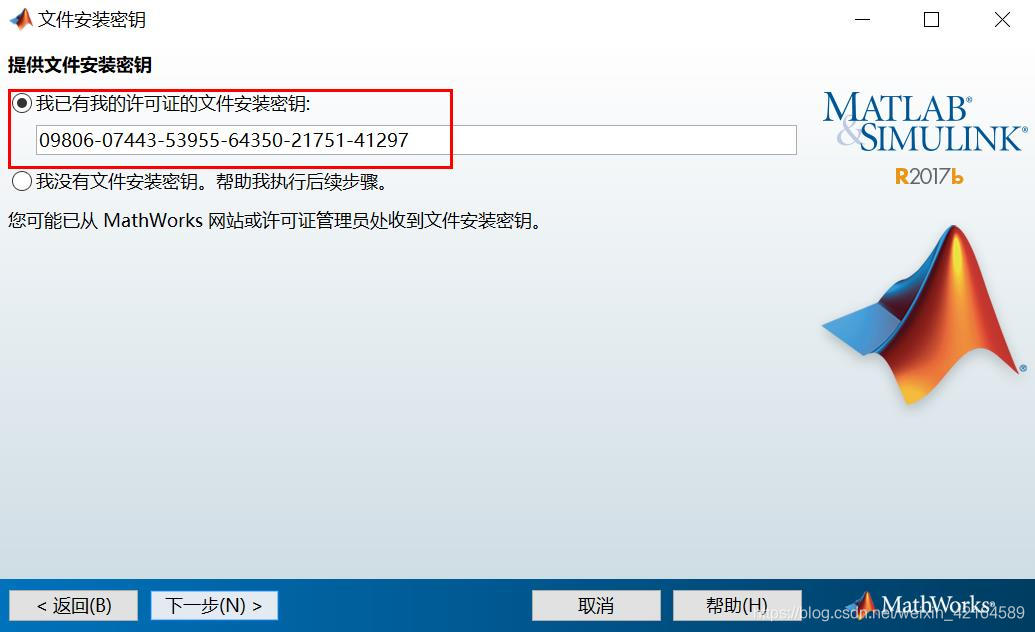 文件安装密钥
提供文件安装密钥
我已有我的许可证的文件安装密钥:
09806-07443-53955-64350-21751-41297
我没有文件安装密钥。帮助我执行后续步骤。
您可能已从 MathWorks 网站或许可证管理员处收到文件安装密钥。
MATLAB®
&SIMULINK®
R2017b
®
< 返回(B)
下一步(N) >
取消
帮助(H)
MathWorks®
https://blog.csdn.net/weixin_42104589